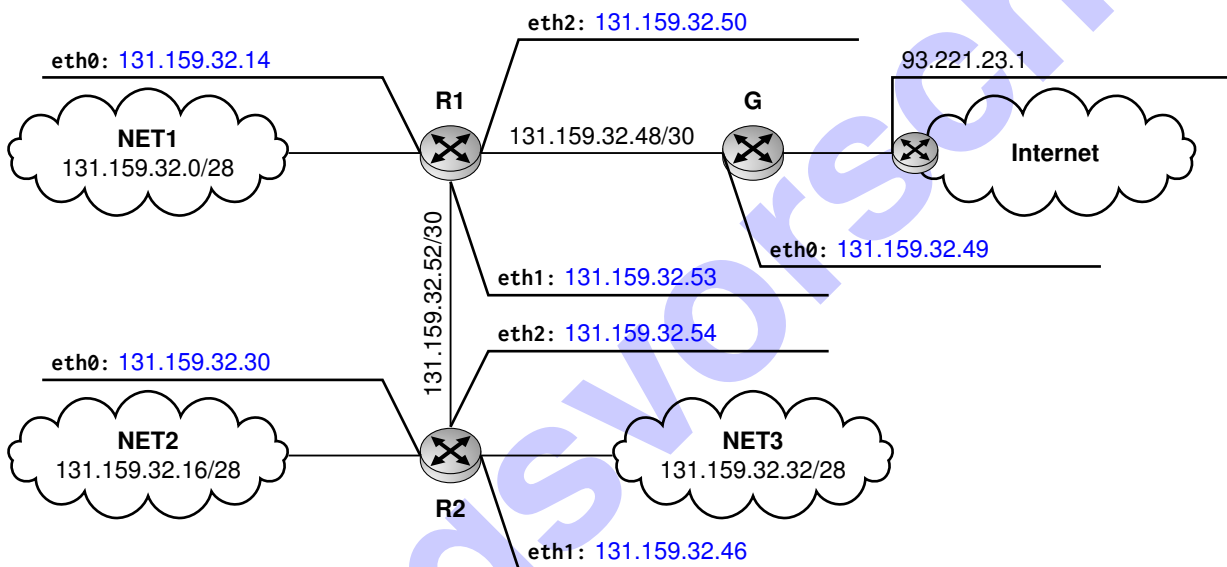 eth2: 131.159.32.50
eth0: 131.159.32.14
93.221.23.1
R1
G
NET1
131.159.32.0/28
131.159.32.48/30
Internet
eth0: 131.159.32.49
131.159.32.52/30
eth1: 131.159.32.53
eth2: 131.159.32.54
eth0: 131.159.32.30
NET2
131.159.32.16/28
NET3
131.159.32.32/28
R2
eth1: 131.159.32.46
gsvorsch